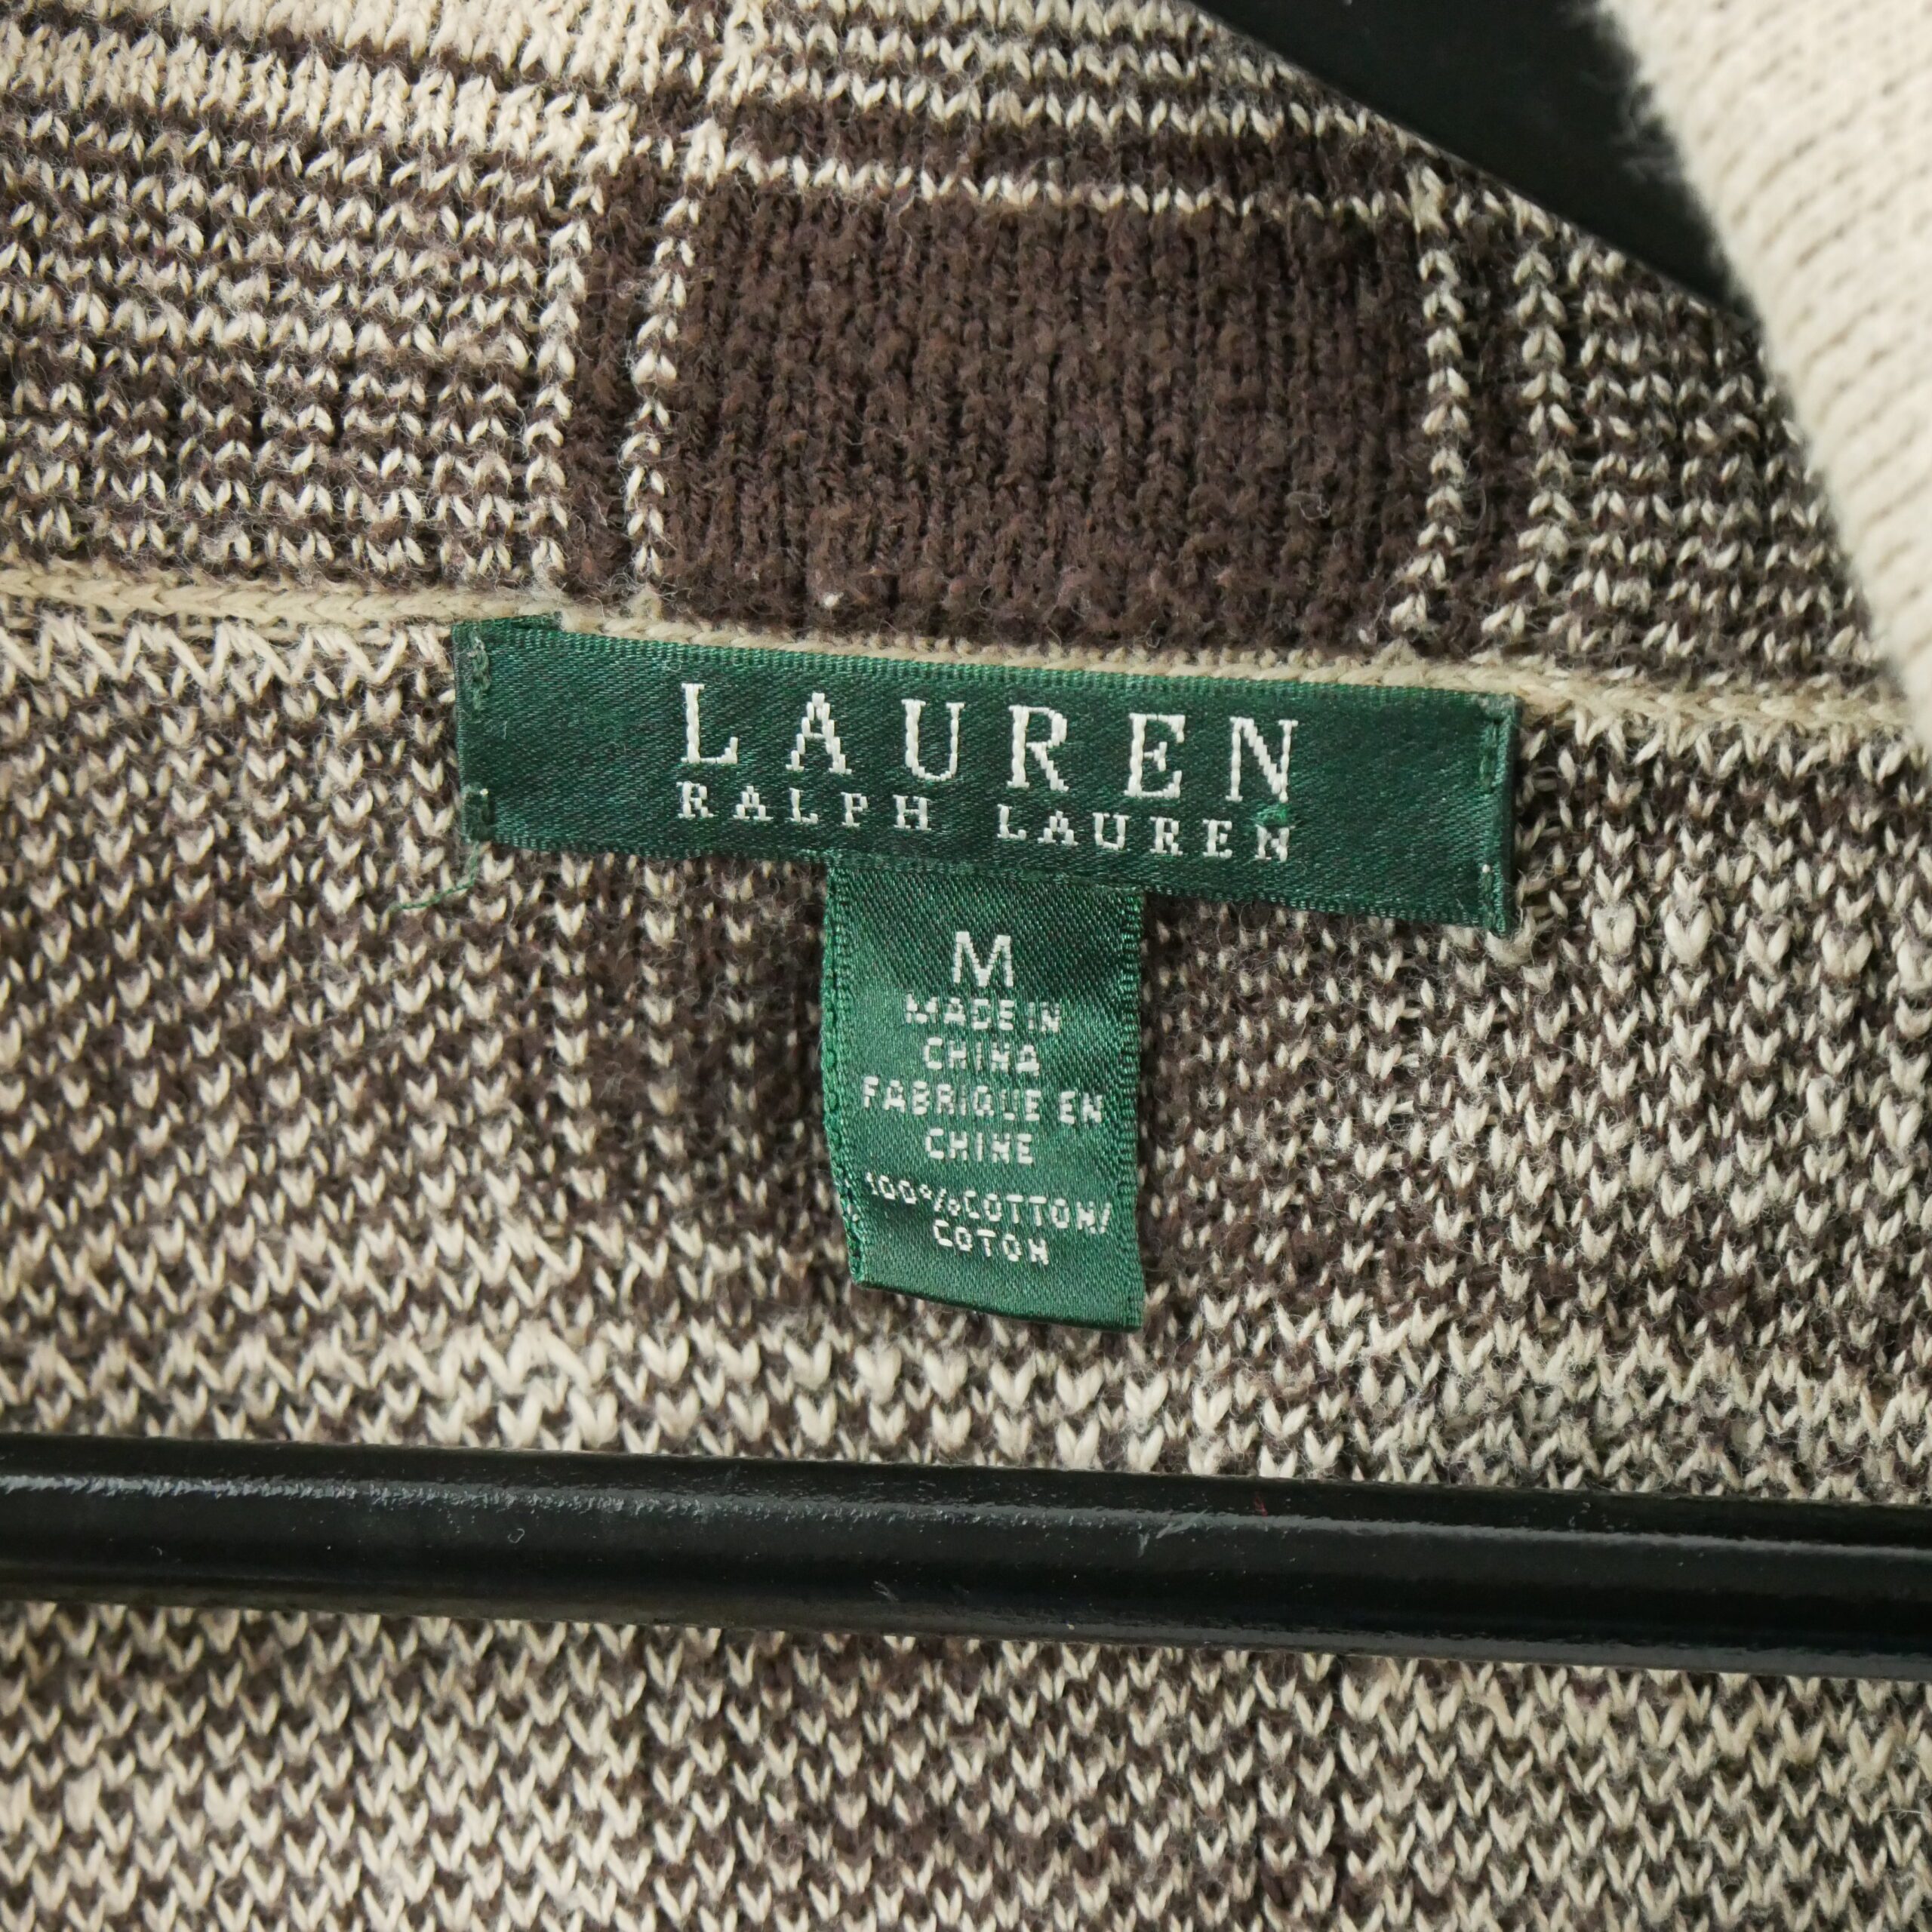 LAUREN
RALPH LAUREN
M
MADE IN
CHINA
FABRIQUE EN
CHINE
100%COTTON/
COTON